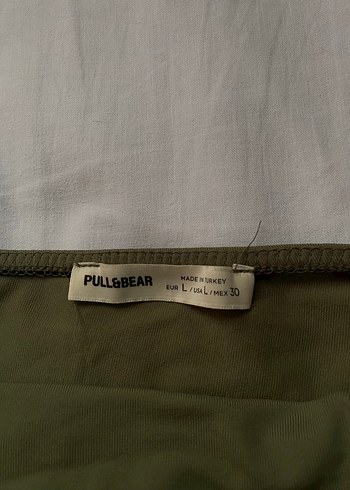 PULL&BEAR
MADE IN TURKEY
EUR L / USA L / MEX 30